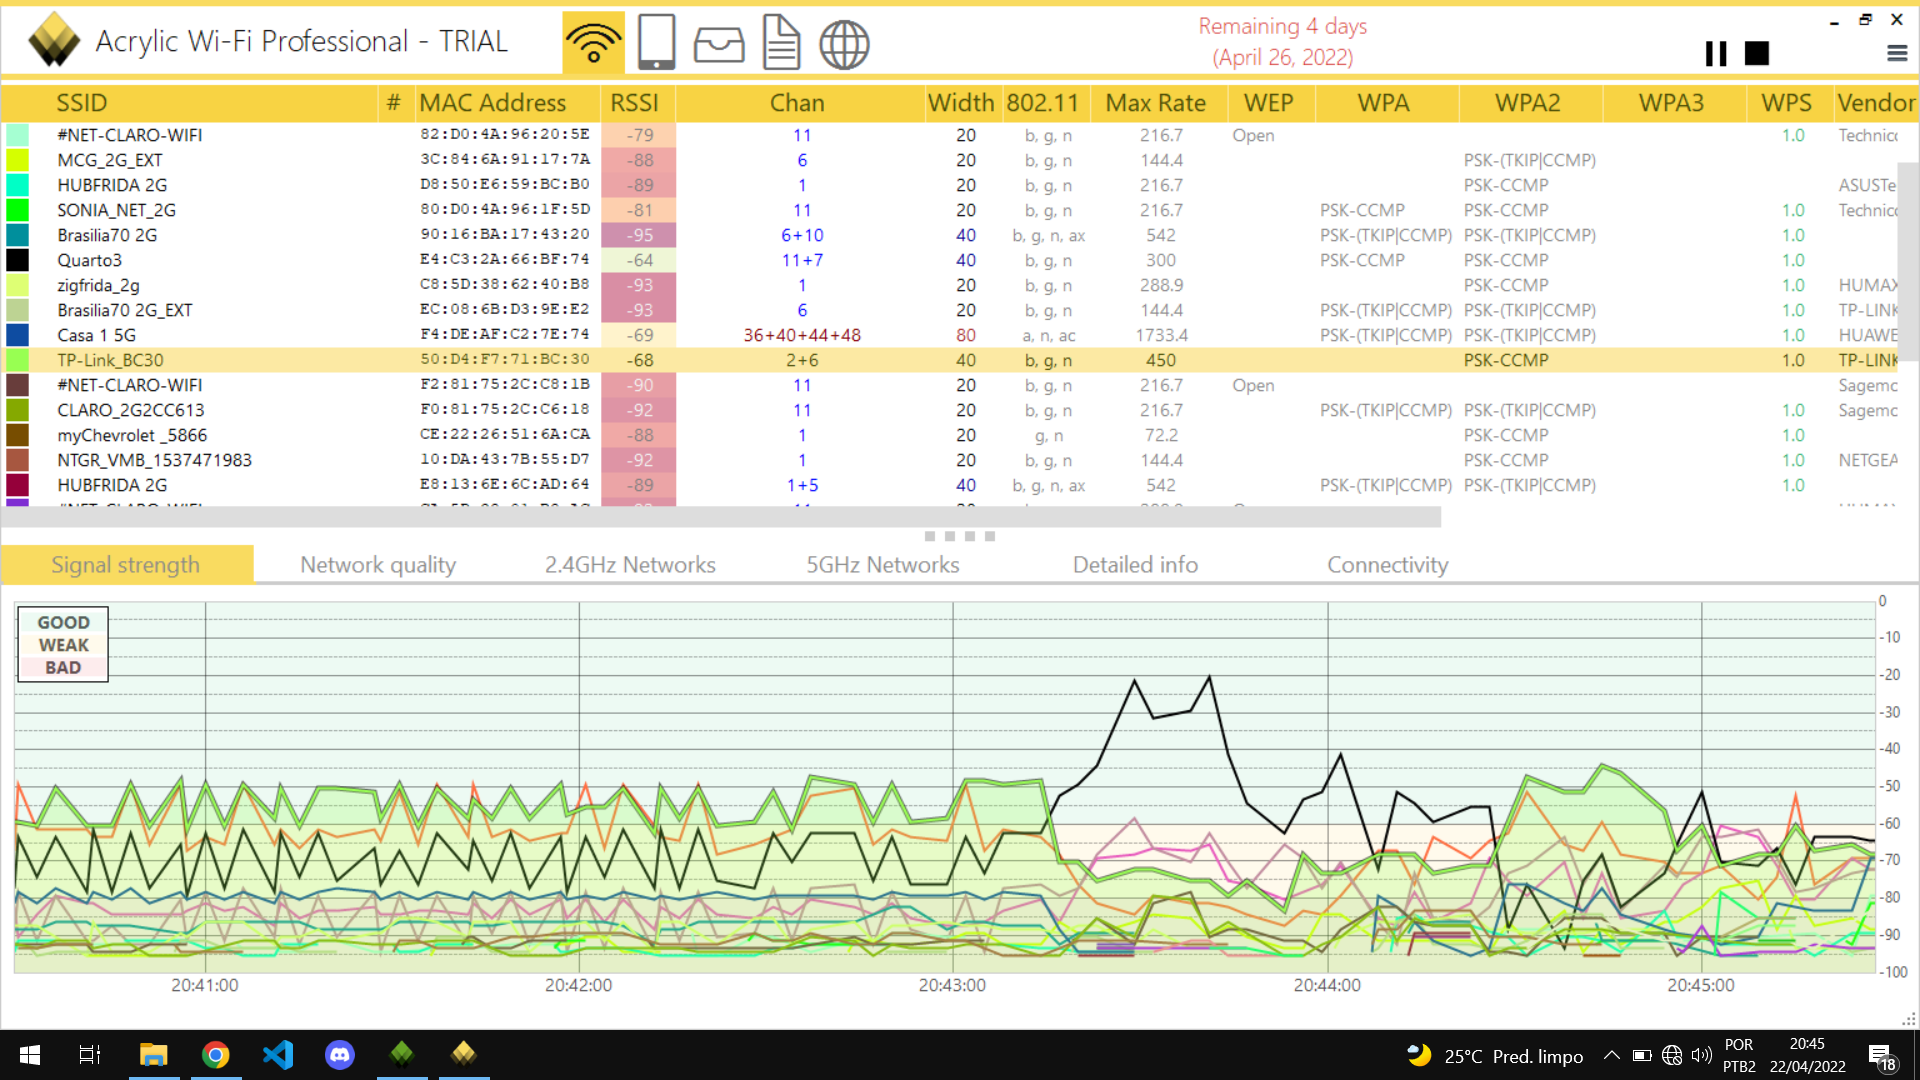 Acrylic Wi-Fi Professional - TRIAL
Remaining 4 days
(April 26, 2022)
SSID # MAC Address RSSI Chan Width 802.11 Max Rate WEP WPA WPA2 WPA3 WPS Vendor
#NET-CLARO-WIFI 82:D0:4A:96:20:5E -79 11 20 b, g, n 216.7 Open 1.0 Technico
MCG_2G_EXT 3C:84:6A:91:17:7A -88 6 20 b, g, n 144.4 PSK-(TKIP|CCMP)
HUBFRIDA 2G D8:50:E6:59:BC:B0 -89 1 20 b, g, n 216.7 PSK-CCMP ASUSTe
SONIA_NET_2G 80:D0:4A:96:1F:5D -81 11 20 b, g, n 216.7 PSK-CCMP PSK-CCMP 1.0 Technico
Brasilia70 2G 90:16:BA:17:43:20 -95 6+10 40 b, g, n, ax 542 PSK-(TKIP|CCMP) PSK-(TKIP|CCMP) 1.0
Quarto3 E4:C3:2A:66:BF:74 -64 11+7 40 b, g, n 300 PSK-CCMP PSK-CCMP 1.0
zigfrida_2g C8:5D:38:62:40:B8 -93 1 20 b, g, n 288.9 PSK-CCMP 1.0 HUMAX
Brasilia70 2G_EXT EC:08:6B:D3:9E:E2 -93 6 20 b, g, n 144.4 PSK-(TKIP|CCMP) PSK-(TKIP|CCMP) 1.0 TP-LINK
Casa 1 5G F4:DE:AF:C2:7E:74 -69 36+40+44+48 80 a, n, ac 1733.4 PSK-(TKIP|CCMP) PSK-(TKIP|CCMP) 1.0 HUAWE
TP-Link_BC30 50:D4:F7:71:BC:30 -68 2+6 40 b, g, n 450 PSK-CCMP 1.0 TP-LINK
#NET-CLARO-WIFI F2:81:75:2C:C8:1B -90 11 20 b, g, n 216.7 Open Sagemc
CLARO_2G2CC613 F0:81:75:2C:C6:18 -92 11 20 b, g, n 216.7 PSK-(TKIP|CCMP) PSK-(TKIP|CCMP) 1.0 Sagemc
myChevrolet _5866 CE:22:26:51:6A:CA -88 1 20 g, n 72.2 PSK-CCMP 1.0
NTGR_VMB_1537471983 10:DA:43:7B:55:D7 -92 1 20 b, g, n 144.4 PSK-CCMP 1.0 NETGEA
HUBFRIDA 2G E8:13:6E:6C:AD:64 -89 1+5 40 b, g, n, ax 542 PSK-(TKIP|CCMP) PSK-(TKIP|CCMP) 1.0
Signal strength Network quality 2.4GHz Networks 5GHz Networks Detailed info Connectivity
GOOD
WEAK
BAD
0
-10
-20
-30
-40
-50
-60
-70
-80
-90
-100
20:41:00 20:42:00 20:43:00 20:44:00 20:45:00
25°C Pred. limpo
POR
PTB2
20:45
22/04/2022
18